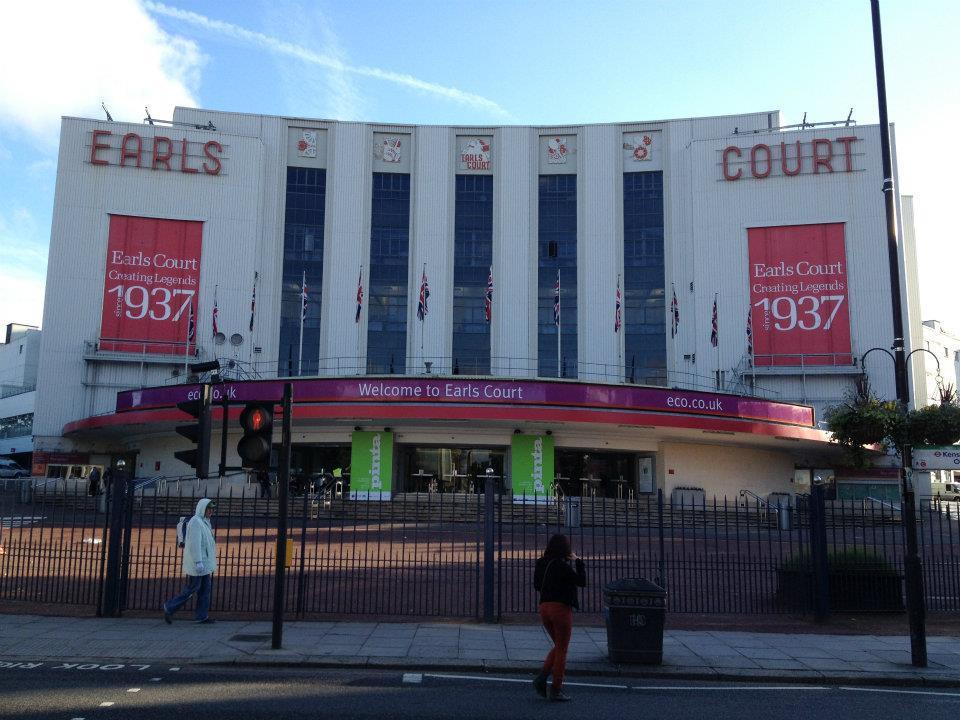 EARLS
COURT
EARLS
COURT
Earls Court
Creating Legends
since 1937
Earls Court
Creating Legends
since 1937
eco.co.uk
Welcome to Earls Court
eco.co.uk
pinta
pinta
LOOK RIG